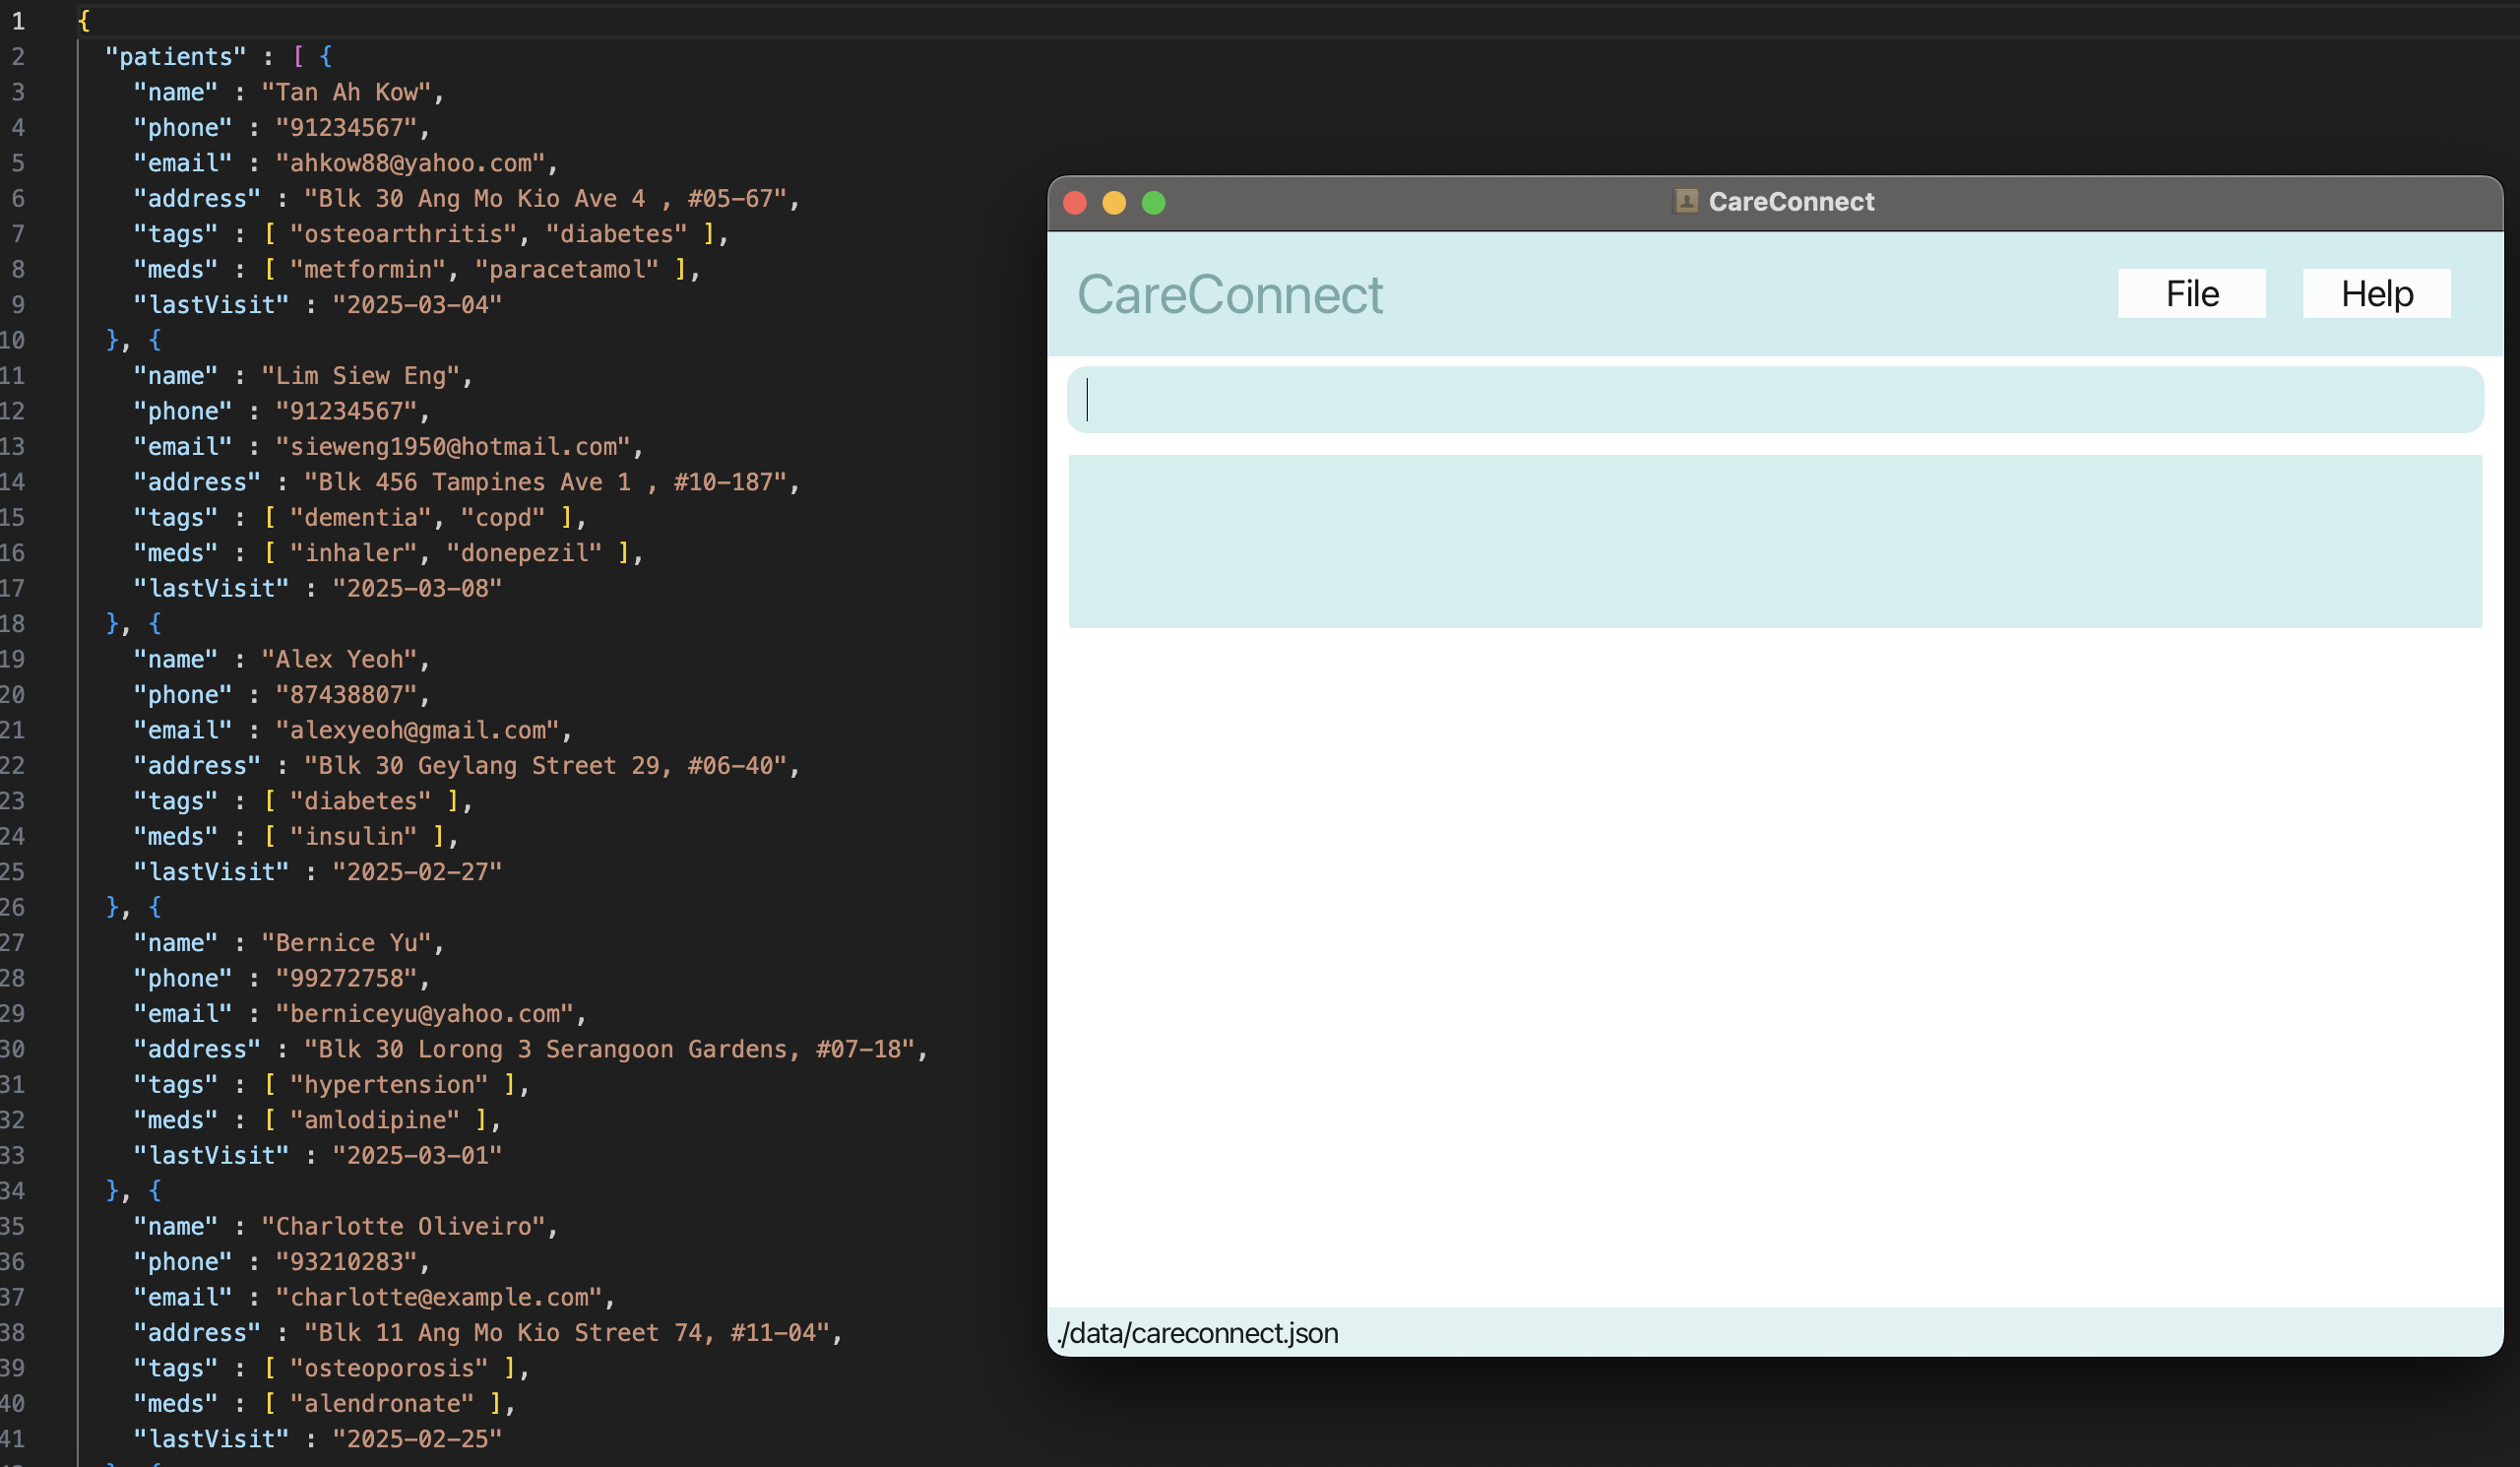 1 {
2 "patients" : [ {
3 "name" : "Tan Ah Kow",
4 "phone" : "91234567",
5 "email" : "ahkow88@yahoo.com",
6 "address" : "Blk 30 Ang Mo Kio Ave 4 , #05-67",
7 "tags" : [ "osteoarthritis", "diabetes" ],
8 "meds" : [ "metformin", "paracetamol" ],
9 "lastVisit" : "2025-03-04"
10 }, {
11 "name" : "Lim Siew Eng",
12 "phone" : "91234567",
13 "email" : "sieweng1950@hotmail.com",
14 "address" : "Blk 456 Tampines Ave 1 , #10-187",
15 "tags" : [ "dementia", "copd" ],
16 "meds" : [ "inhaler", "donepezil" ],
17 "lastVisit" : "2025-03-08"
18 }, {
19 "name" : "Alex Yeoh",
20 "phone" : "87438807",
21 "email" : "alexyeoh@gmail.com",
22 "address" : "Blk 30 Geylang Street 29, #06-40",
23 "tags" : [ "diabetes" ],
24 "meds" : [ "insulin" ],
25 "lastVisit" : "2025-02-27"
26 }, {
27 "name" : "Bernice Yu",
28 "phone" : "99272758",
29 "email" : "berniceyu@yahoo.com",
30 "address" : "Blk 30 Lorong 3 Serangoon Gardens, #07-18",
31 "tags" : [ "hypertension" ],
32 "meds" : [ "amlodipine" ],
33 "lastVisit" : "2025-03-01"
34 }, {
35 "name" : "Charlotte Oliveiro",
36 "phone" : "93210283",
37 "email" : "charlotte@example.com",
38 "address" : "Blk 11 Ang Mo Kio Street 74, #11-04",
39 "tags" : [ "osteoporosis" ],
40 "meds" : [ "alendronate" ],
41 "lastVisit" : "2025-02-25"
CareConnect
CareConnect
File Help
./data/careconnect.json